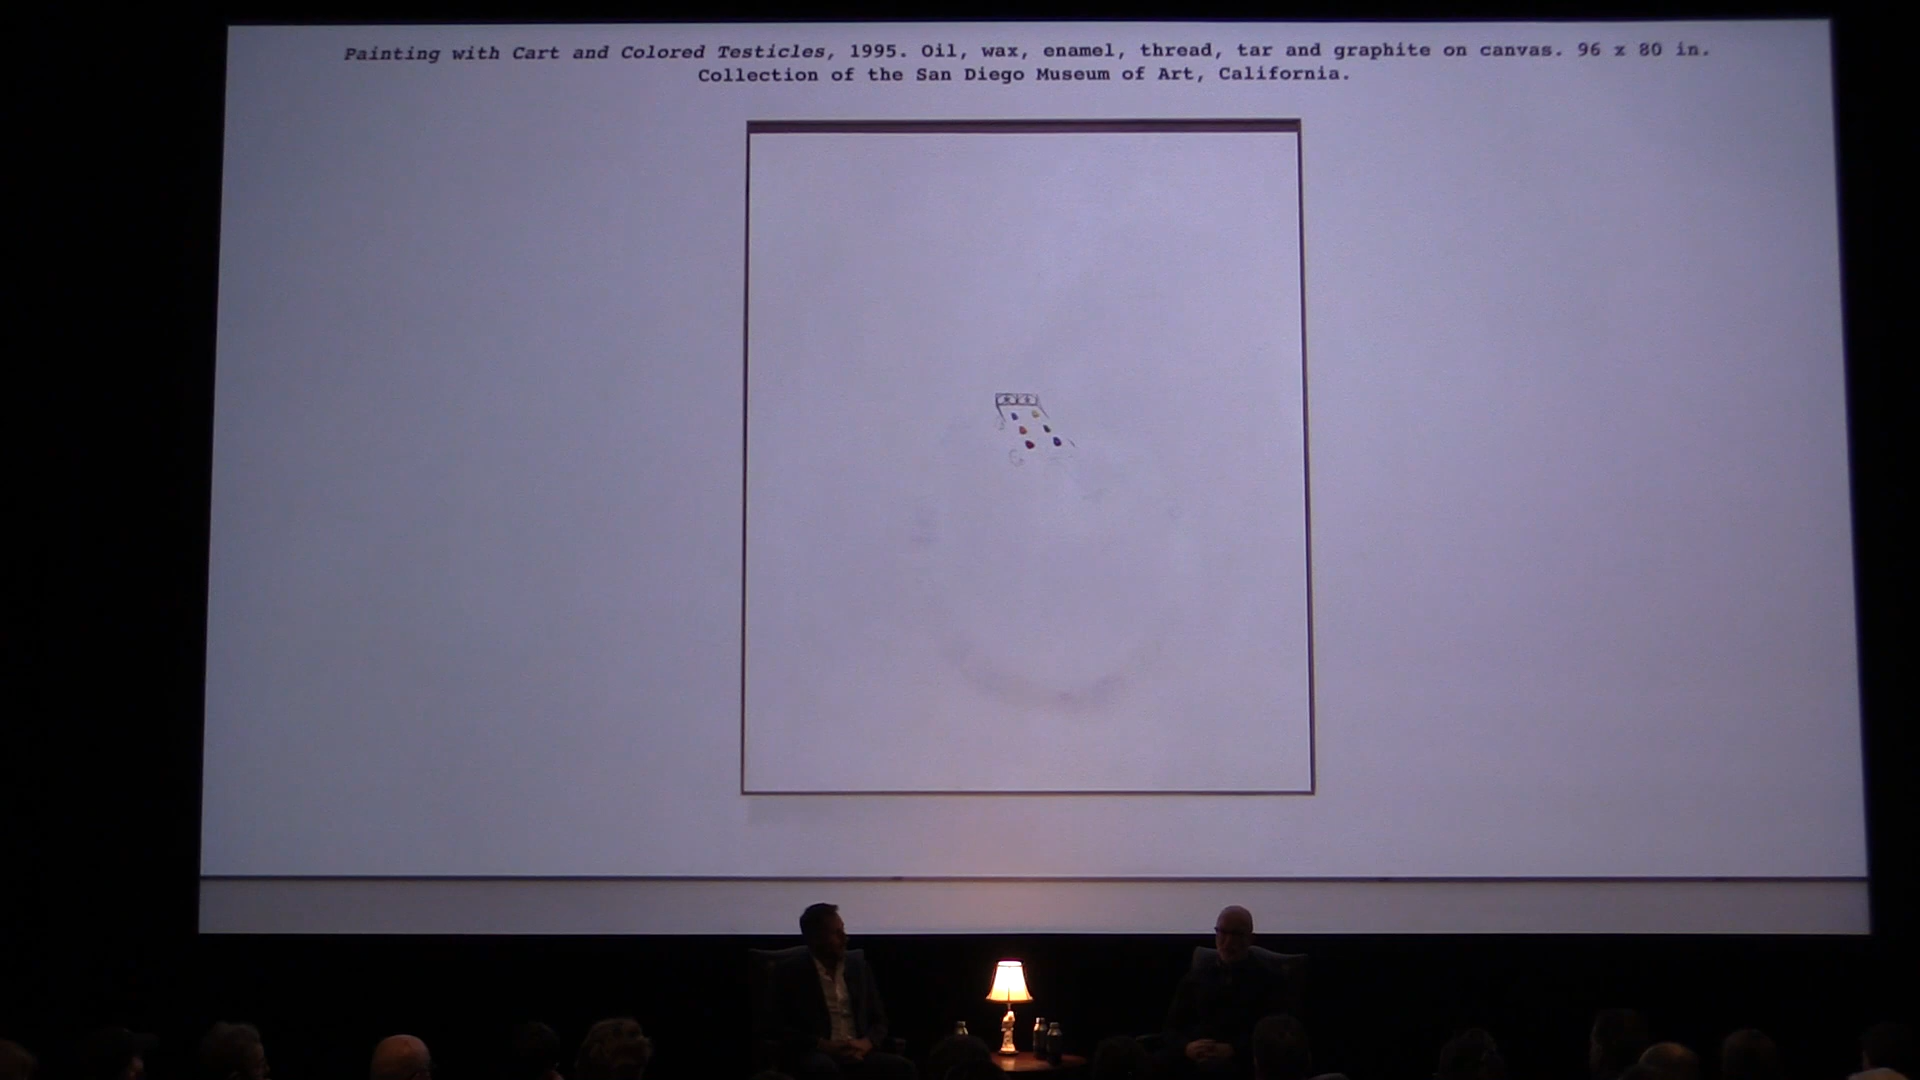 Painting with Cart and Colored Testicles, 1995. Oil, wax, enamel, thread, tar and graphite on canvas. 96 x 80 in.
Collection of the San Diego Museum of Art, California.